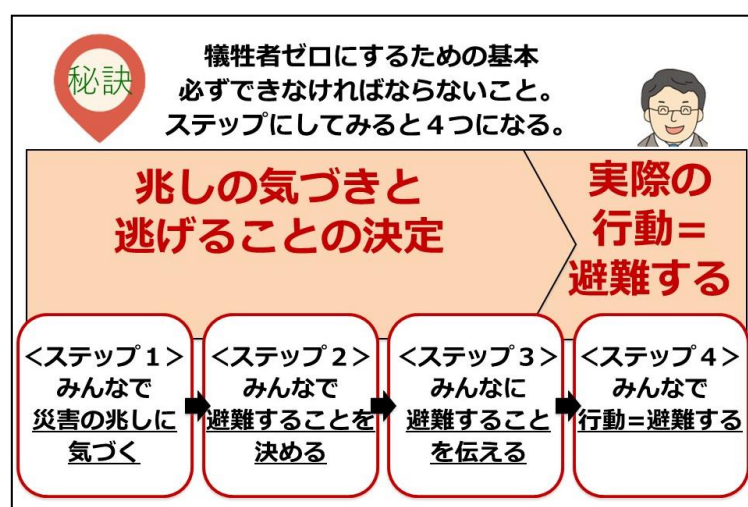 秘訣
犠牲者ゼロにするための基本
必ずできなければならないこと。
ステップにしてみると４つになる。
兆しの気づきと
逃げることの決定
実際の
行動＝
避難する
＜ステップ１＞
みんなで
災害の兆しに
気づく
＜ステップ２＞
みんなで
避難することを
決める
＜ステップ３＞
みんなに
避難すること
を伝える
＜ステップ４＞
みんなで
行動=避難する